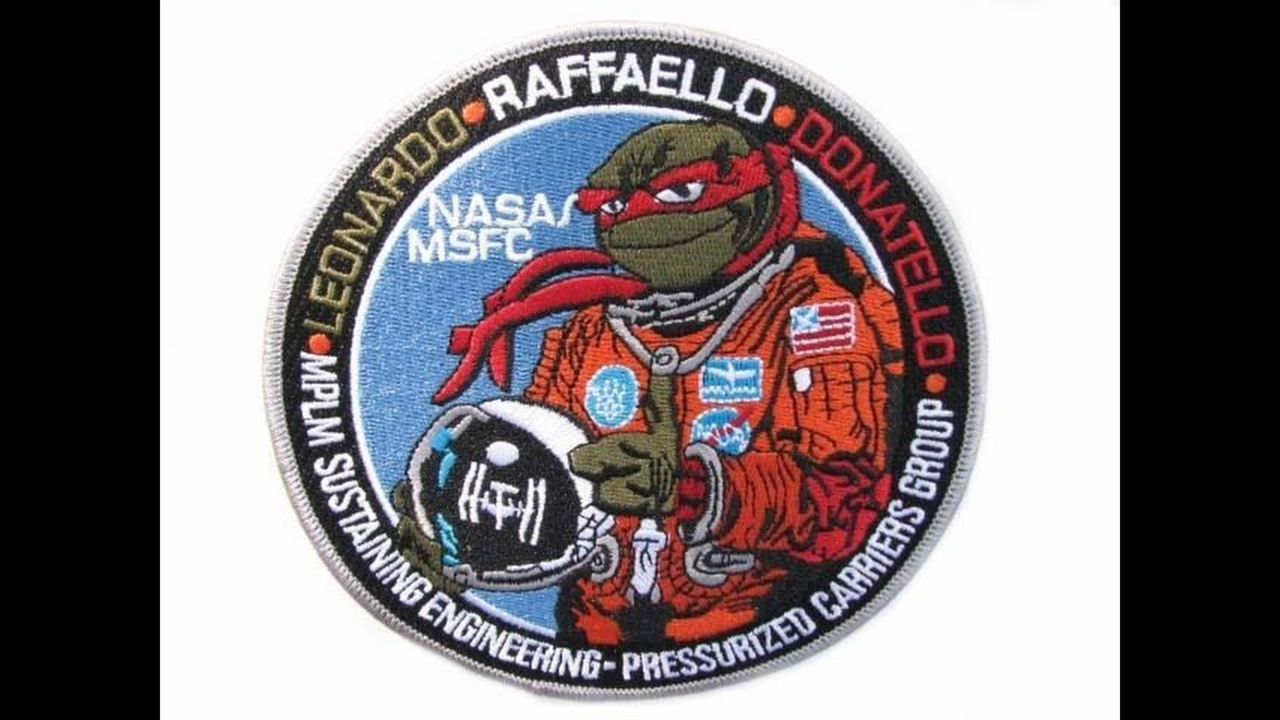 LEONARDO • RAFFAELLO • DONATELLO
NASA/
MSFC
• MPLM SUSTAINING ENGINEERING - PRESSURIZED CARRIERS GROUP •